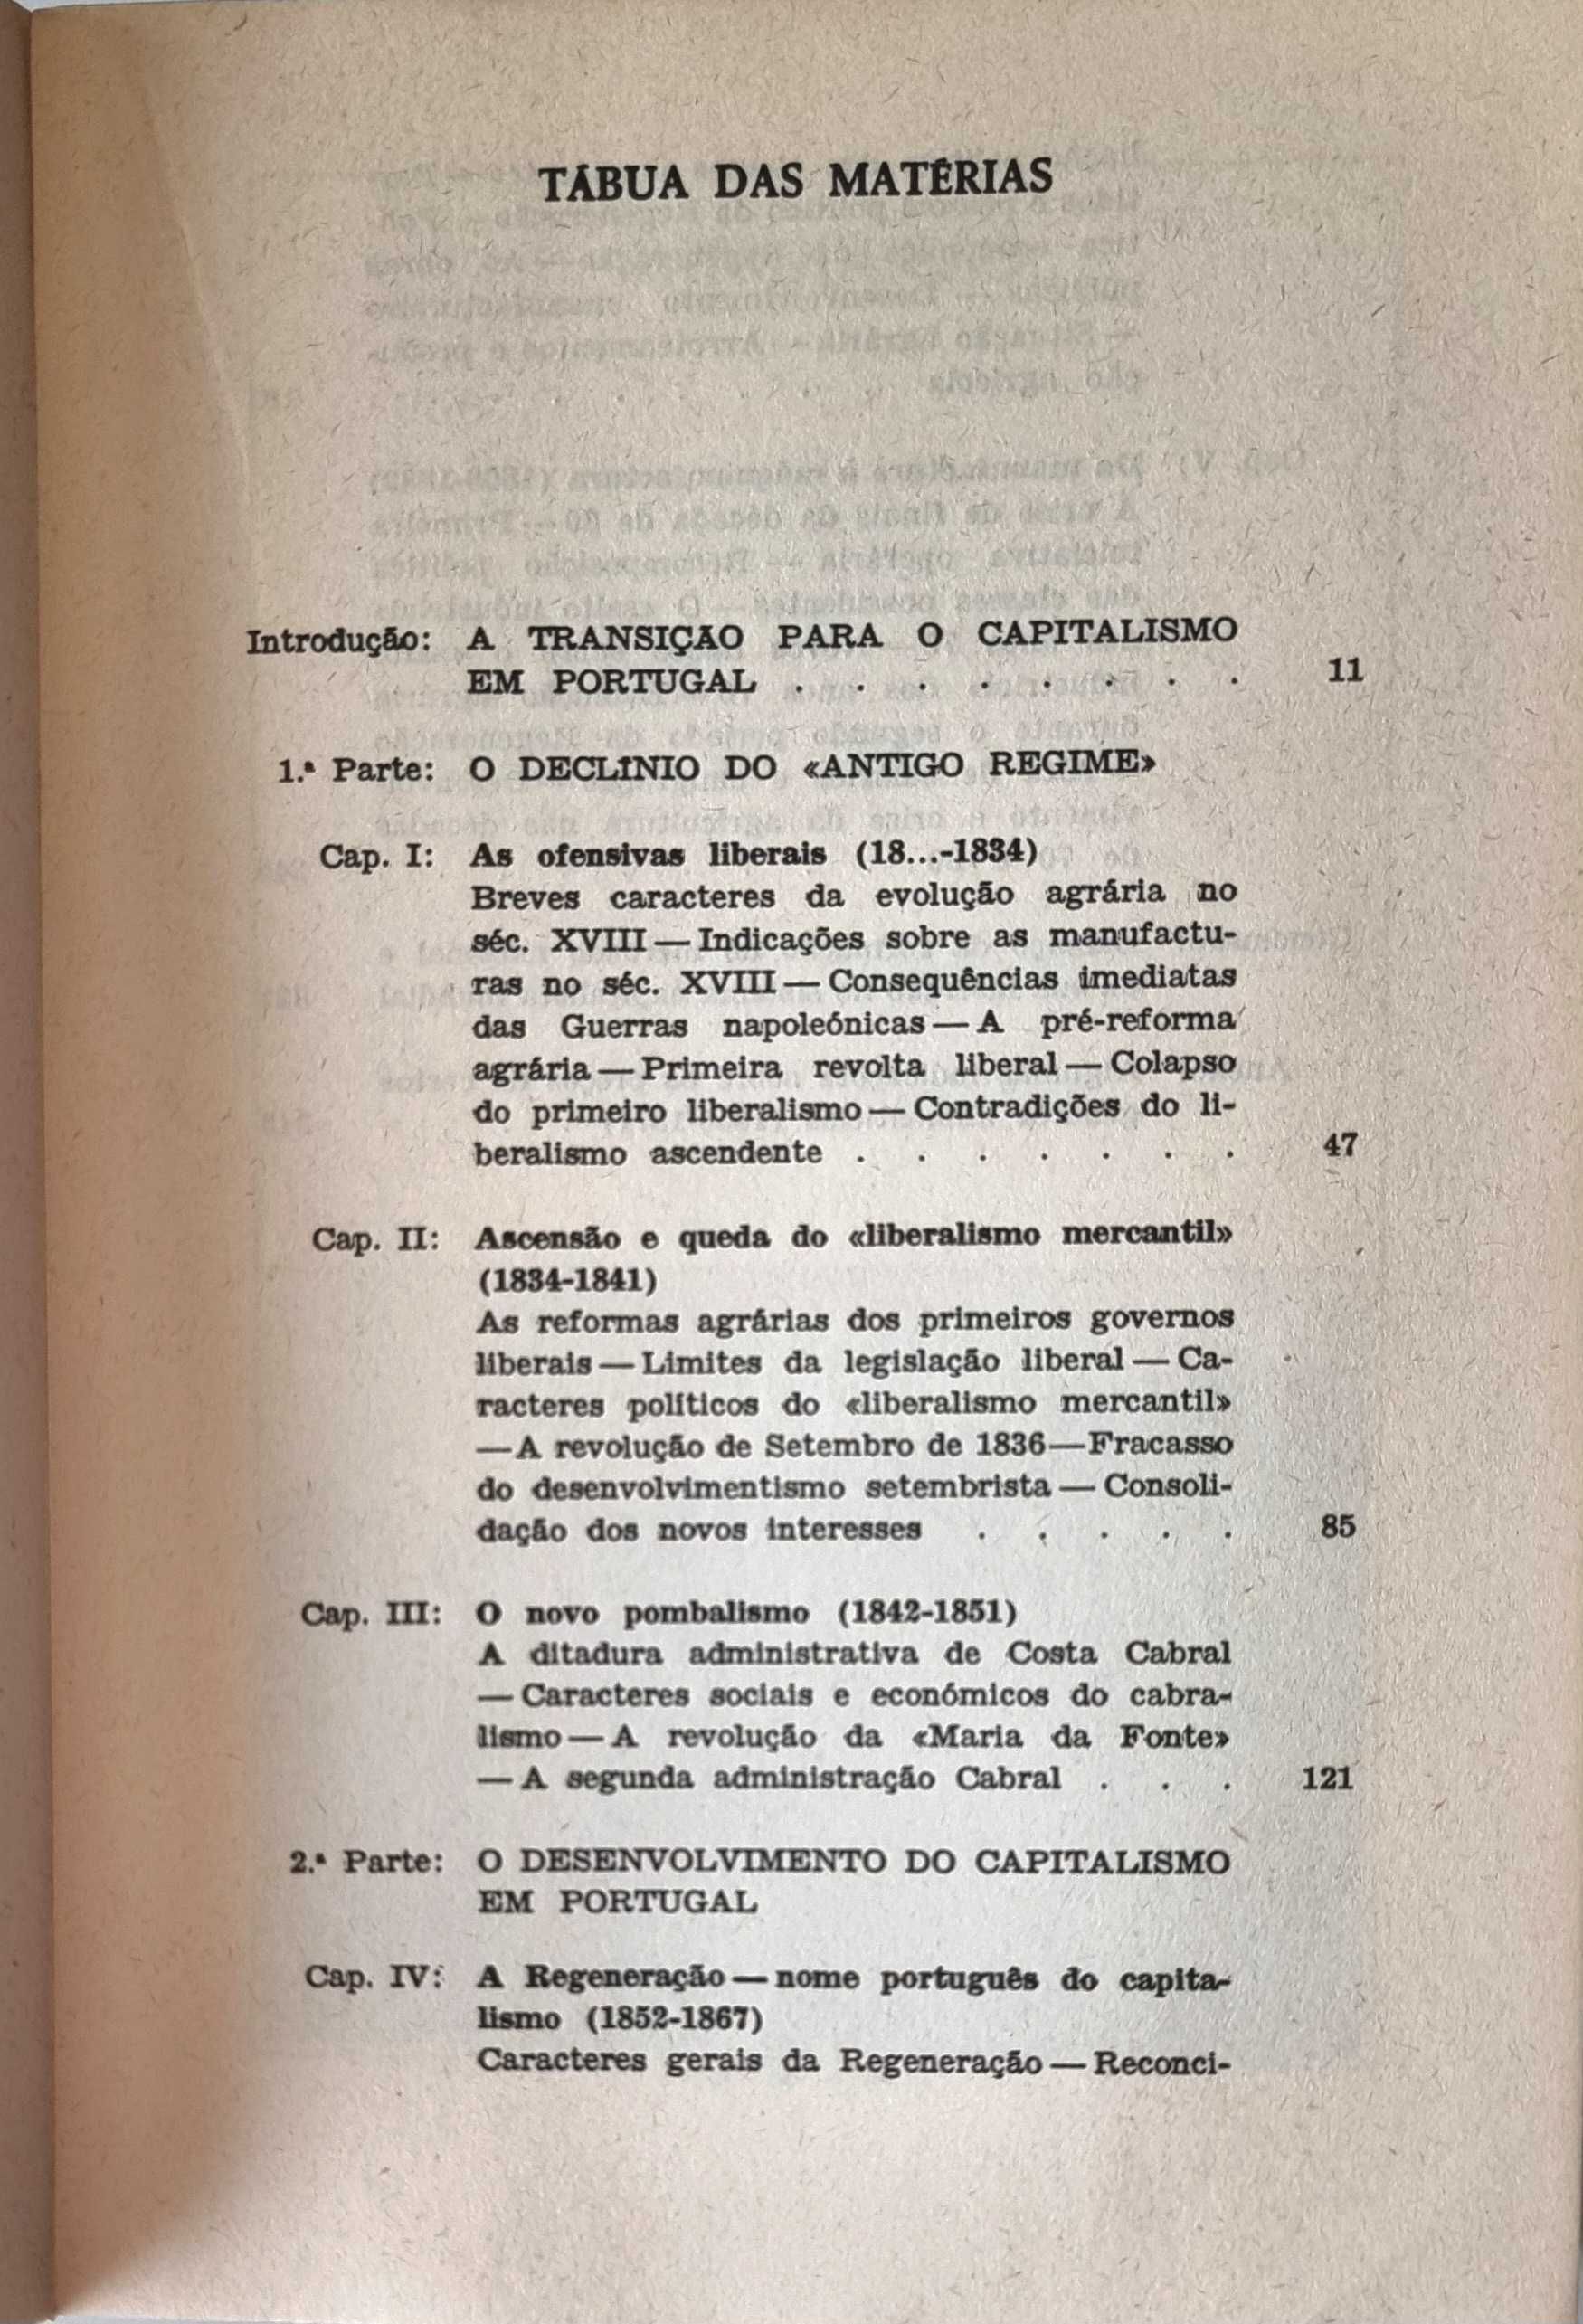 TÁBUA DAS MATÉRIAS
Introdução: A TRANSIÇÃO PARA O CAPITALISMO
EM PORTUGAL . . . . . . . . 11
1.ª Parte: O DECLÍNIO DO «ANTIGO REGIME»
Cap. I: As ofensivas liberais (18...-1834)
Breves caracteres da evolução agrária no
séc. XVIII — Indicações sobre as manufactu-
ras no séc. XVIII — Consequências imediatas
das Guerras napoleónicas — A pré-reforma
agrária — Primeira revolta liberal — Colapso
do primeiro liberalismo — Contradições do li-
beralismo ascendente . . . . . . . 47
Cap. II: Ascensão e queda do «liberalismo mercantil»
(1834-1841)
As reformas agrárias dos primeiros governos
liberais — Limites da legislação liberal — Ca-
racteres políticos do «liberalismo mercantil»
— A revolução de Setembro de 1836 — Fracasso
do desenvolvimentismo setembrista — Consoli-
dação dos novos interesses . . . . . 85
Cap. III: O novo pombalismo (1842-1851)
A ditadura administrativa de Costa Cabral
— Caracteres sociais e económicos do cabra-
lismo — A revolução da «Maria da Fonte»
— A segunda administração Cabral . . . 121
2.ª Parte: O DESENVOLVIMENTO DO CAPITALISMO
EM PORTUGAL
Cap. IV: A Regeneração — nome português do capita-
lismo (1852-1867)
Caracteres gerais da Regeneração — Reconci-